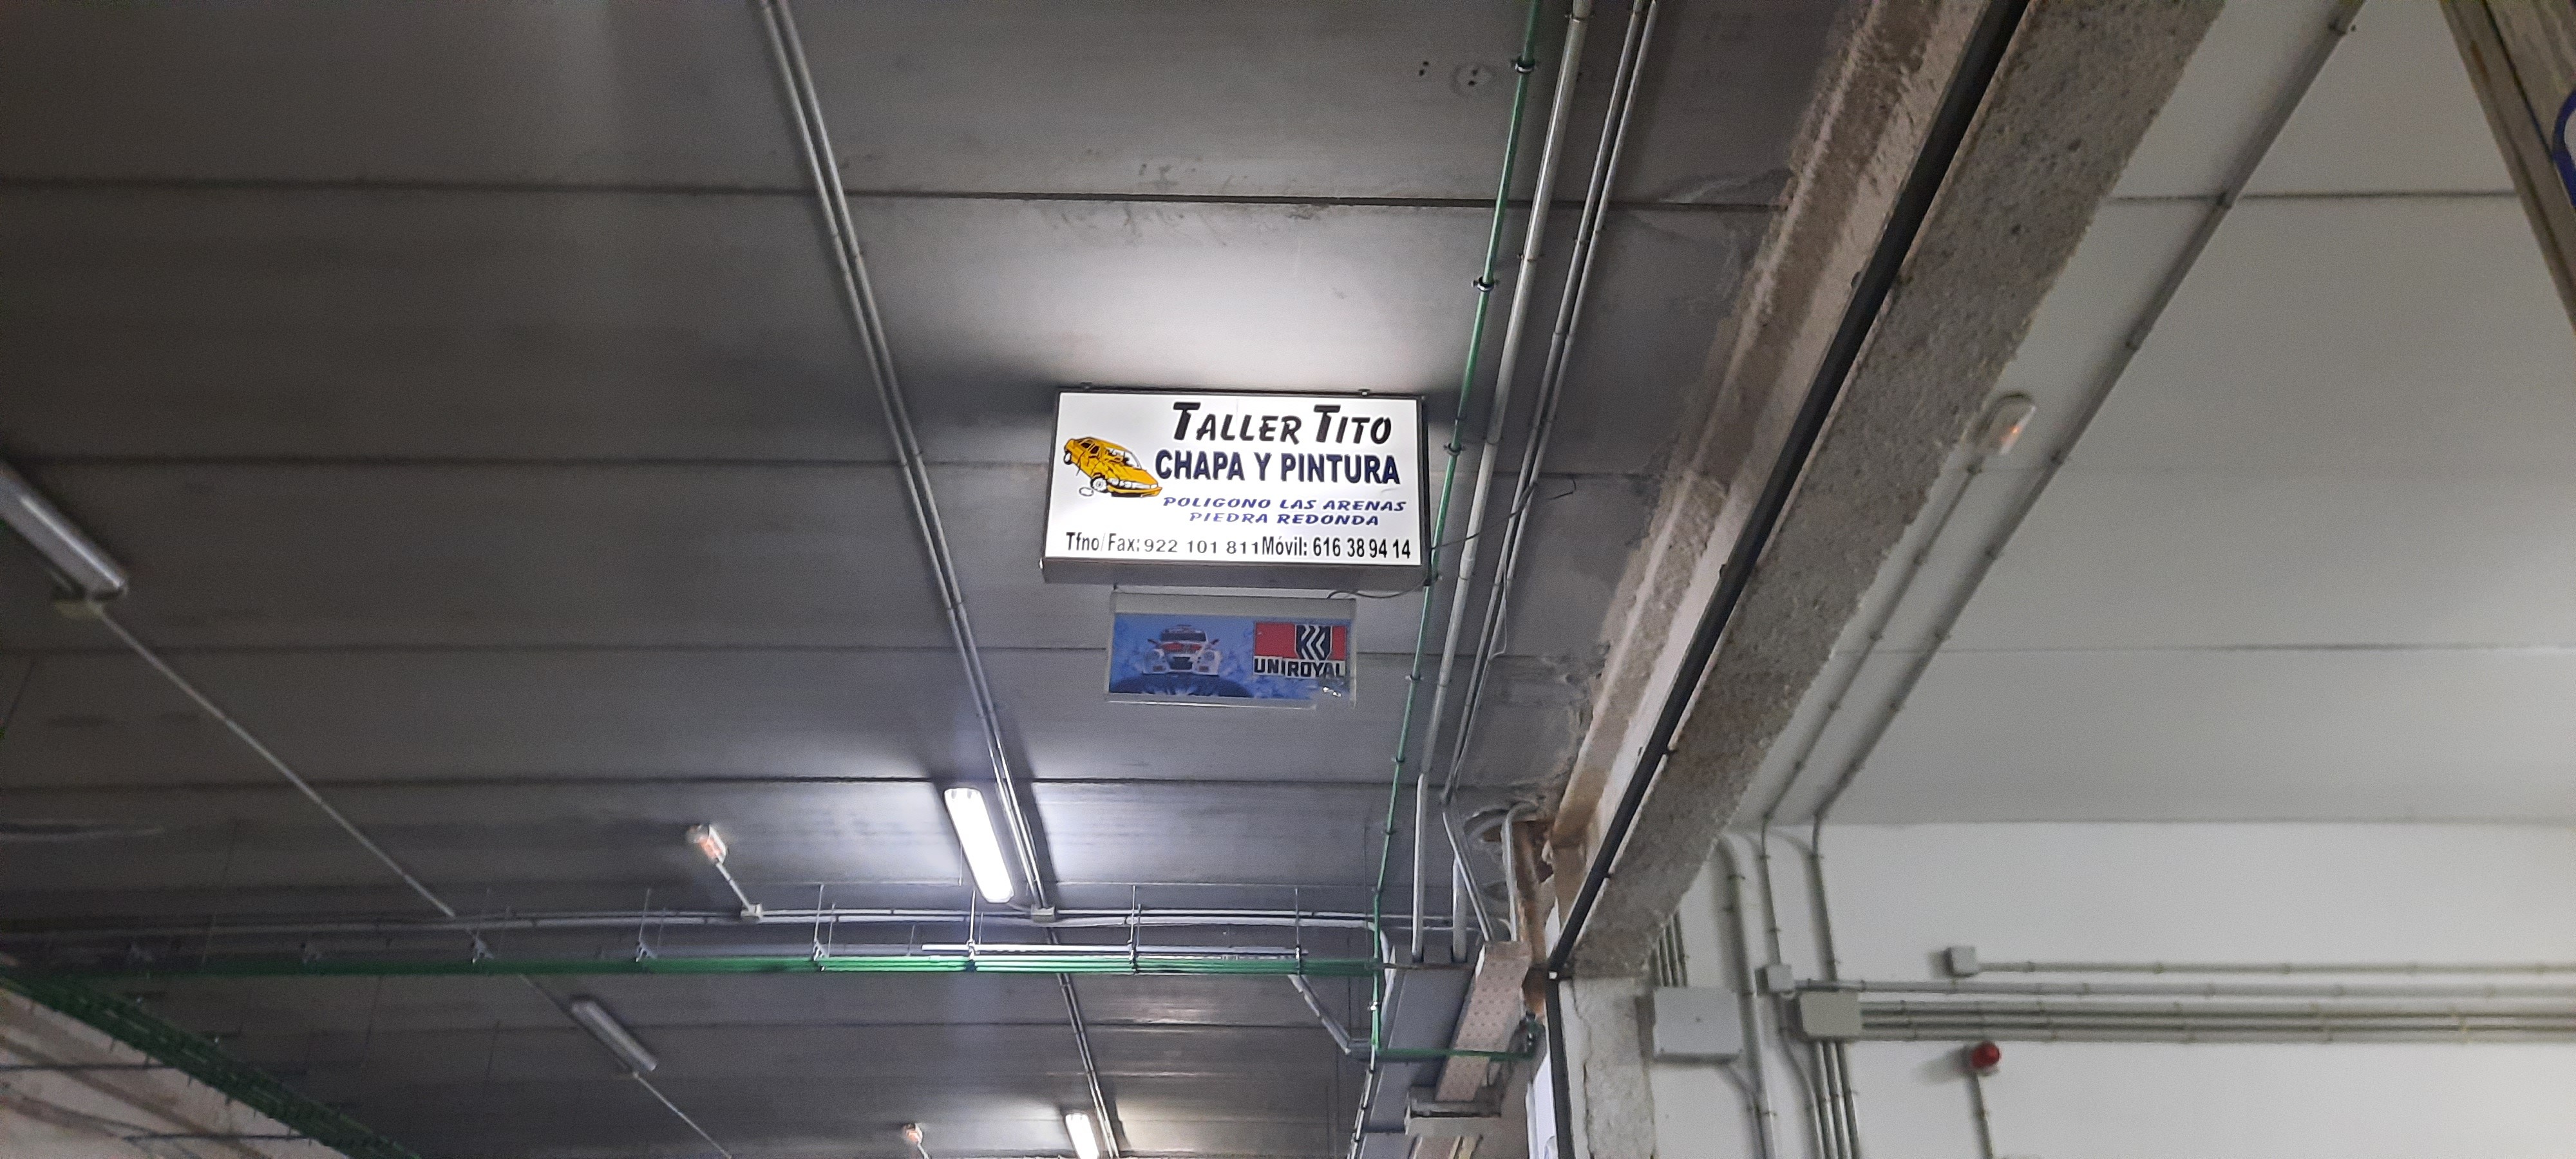 TALLER TITO
CHAPA Y PINTURA
POLIGONO LAS ARENAS
PIEDRA REDONDA
Tfno/Fax: 922 101 811 Móvil: 616 38 94 14
UNIROYAL